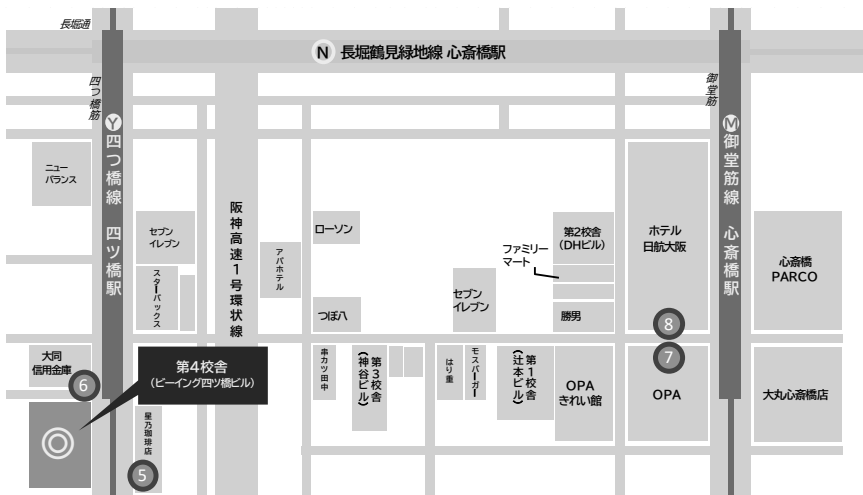 長堀通
N 長堀鶴見緑地線 心斎橋駅
四つ橋筋
御堂筋
Y 四つ橋線 四ツ橋駅
M 御堂筋線 心斎橋駅
ニュー
バランス
阪神高速1号環状線
セブン
イレブン
ローソン
第2校舎
(DHビル)
ホテル
日航大阪
アパホテル
ファミリー
マート
心斎橋
PARCO
スターバックス
セブン
イレブン
つぼ八
勝男
8
大同
信用金庫
第4校舎
(ビーイング四ツ橋ビル)
串カツ田中
第3校舎
(神谷ビル)
はり重
モスバーガー
第1校舎
(辻本ビル)
7
6
OPA
きれい館
OPA
大丸心斎橋店
星乃珈琲店
5